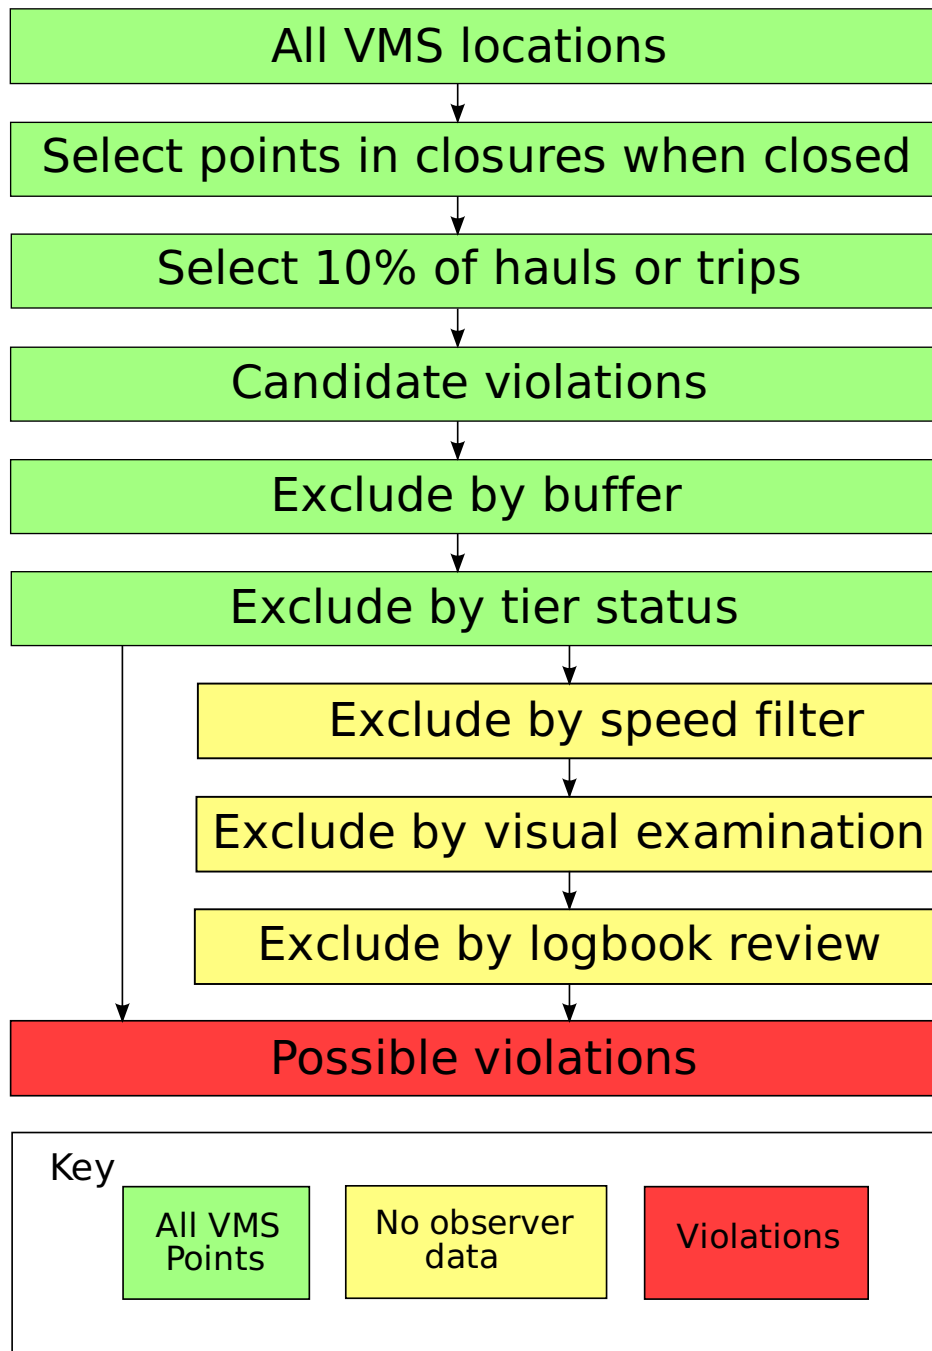 All VMS locations
Select points in closures when closed
Select 10% of hauls or trips
Candidate violations
Exclude by buffer
Exclude by tier status
Exclude by speed filter
Exclude by visual examination
Exclude by logbook review
Possible violations
Key
All VMS
Points
No observer
data
Violations